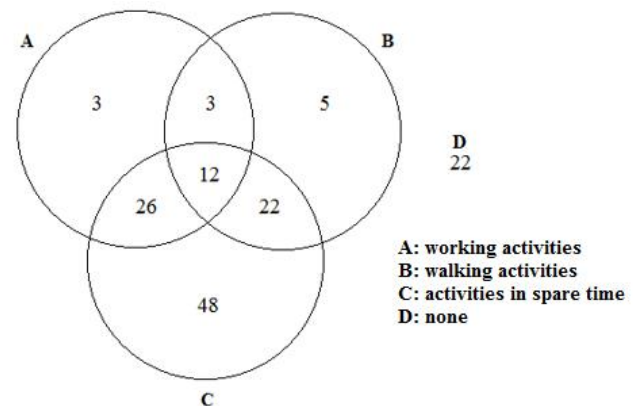 A
B
3
3
5
D
22
12
26
22
A: working activities
B: walking activities
C: activities in spare time
D: none
48
C